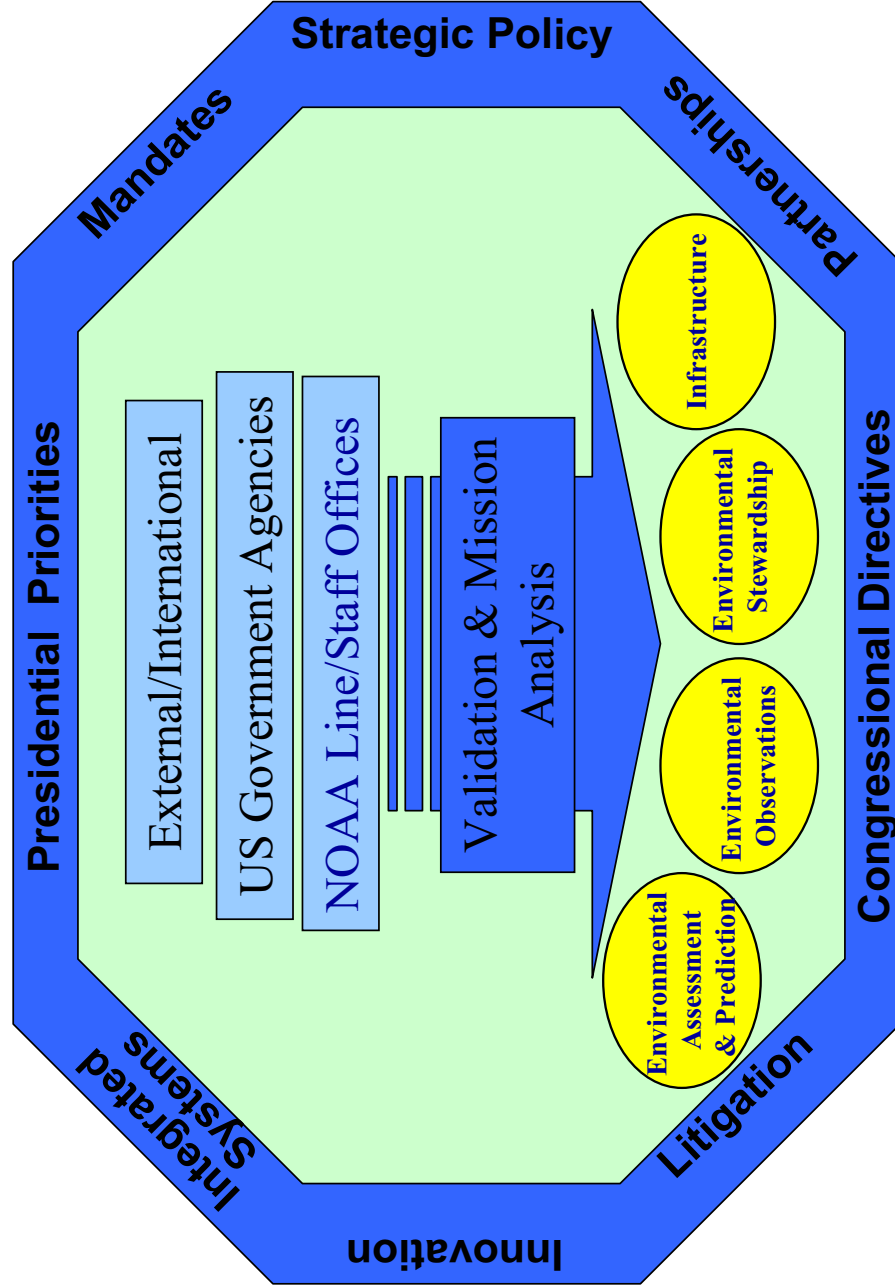 Presidential Priorities
Mandates
Strategic Policy
Partnerships
Congressional Directives
Litigation
Innovation
Integrated
Systems
External/International
US Government Agencies
NOAA Line/Staff Offices
Validation & Mission
Analysis
Environmental
Assessment
& Prediction
Environmental
Observations
Environmental
Stewardship
Infrastructure